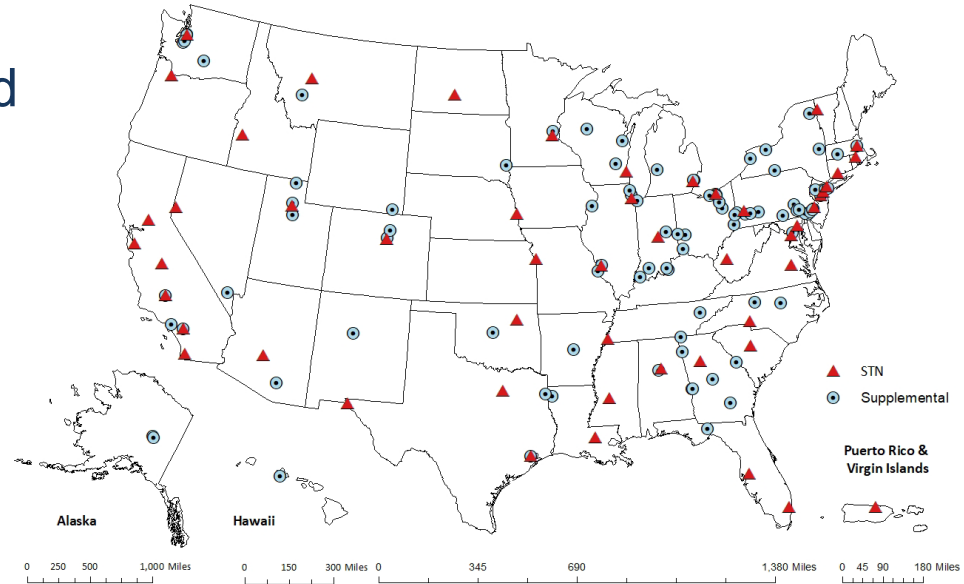 d
STN
Supplemental
Puerto Rico &
Virgin Islands
Alaska
Hawaii
0 250 500 1,000 Miles
0 150 300 Miles
0 345 690 1,380 Miles
0 45 90 180 Miles